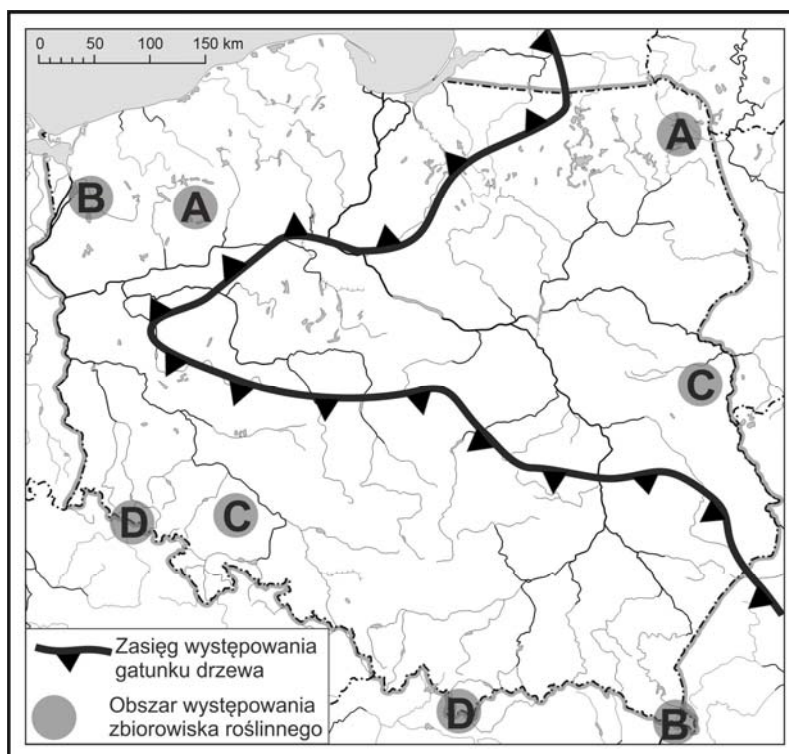 0 50 100 150 km
A
B
A
C
C
D
D
B
Zasięg występowania
gatunku drzewa
Obszar występowania
zbiorowiska roślinnego